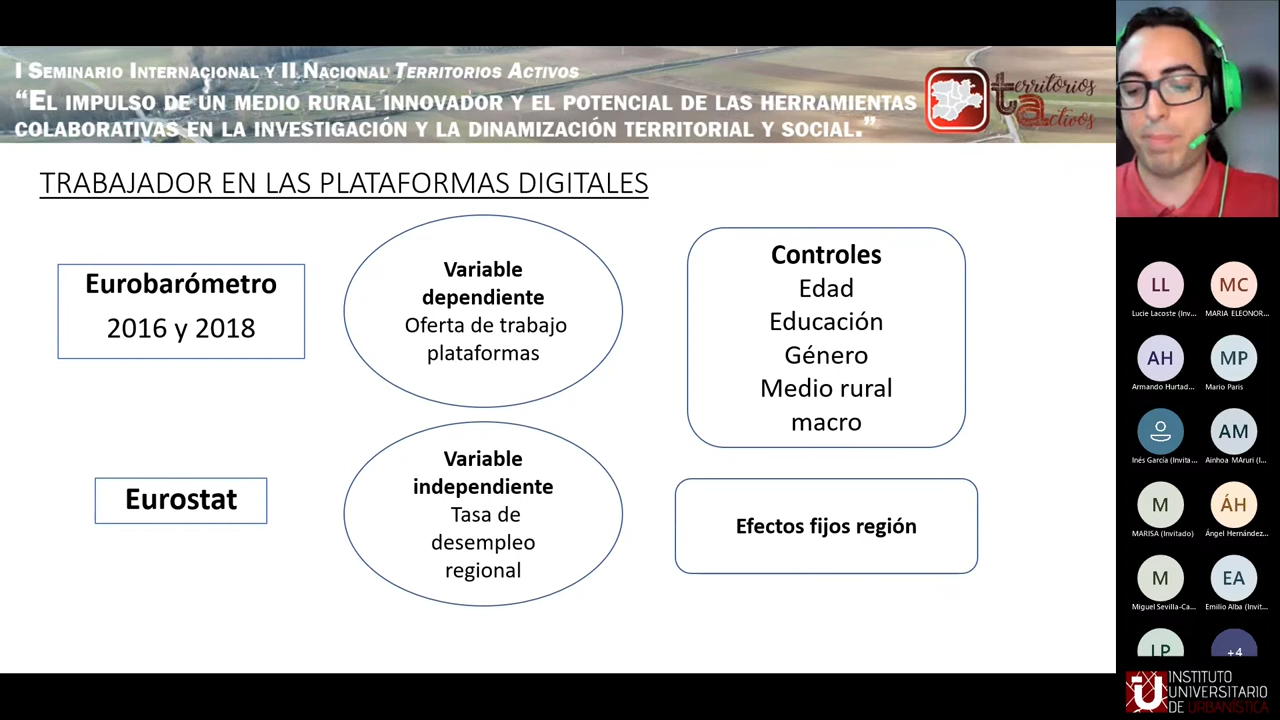 I SEMINARIO INTERNACIONAL Y II NACIONAL TERRITORIOS ACTIVOS
“EL IMPULSO DE UN MEDIO RURAL INNOVADOR Y EL POTENCIAL DE LAS HERRAMIENTAS
COLABORATIVAS EN LA INVESTIGACIÓN Y LA DINAMIZACIÓN TERRITORIAL Y SOCIAL.”
territorios
ta activos
TRABAJADOR EN LAS PLATAFORMAS DIGITALES
Eurobarómetro
2016 y 2018
Variable
dependiente
Oferta de trabajo
plataformas
Controles
Edad
Educación
Género
Medio rural
macro
Eurostat
Variable
independiente
Tasa de
desempleo
regional
Efectos fijos región
LL
Lucie Lacoste (Inv...
MC
MARIA ELEONOR...
AH
Armando Hurtad...
MP
Mario Paris
Inés García (Invita...
AM
Ainhoa MAruri (I...
M
MARISA (Invitado)
ÁH
Ángel Hernández...
M
Miguel Sevilla-Ca...
EA
Emilio Alba (Invit...
LP
+4
INSTITUTO
UNIVERSITARIO
DE URBANÍSTICA